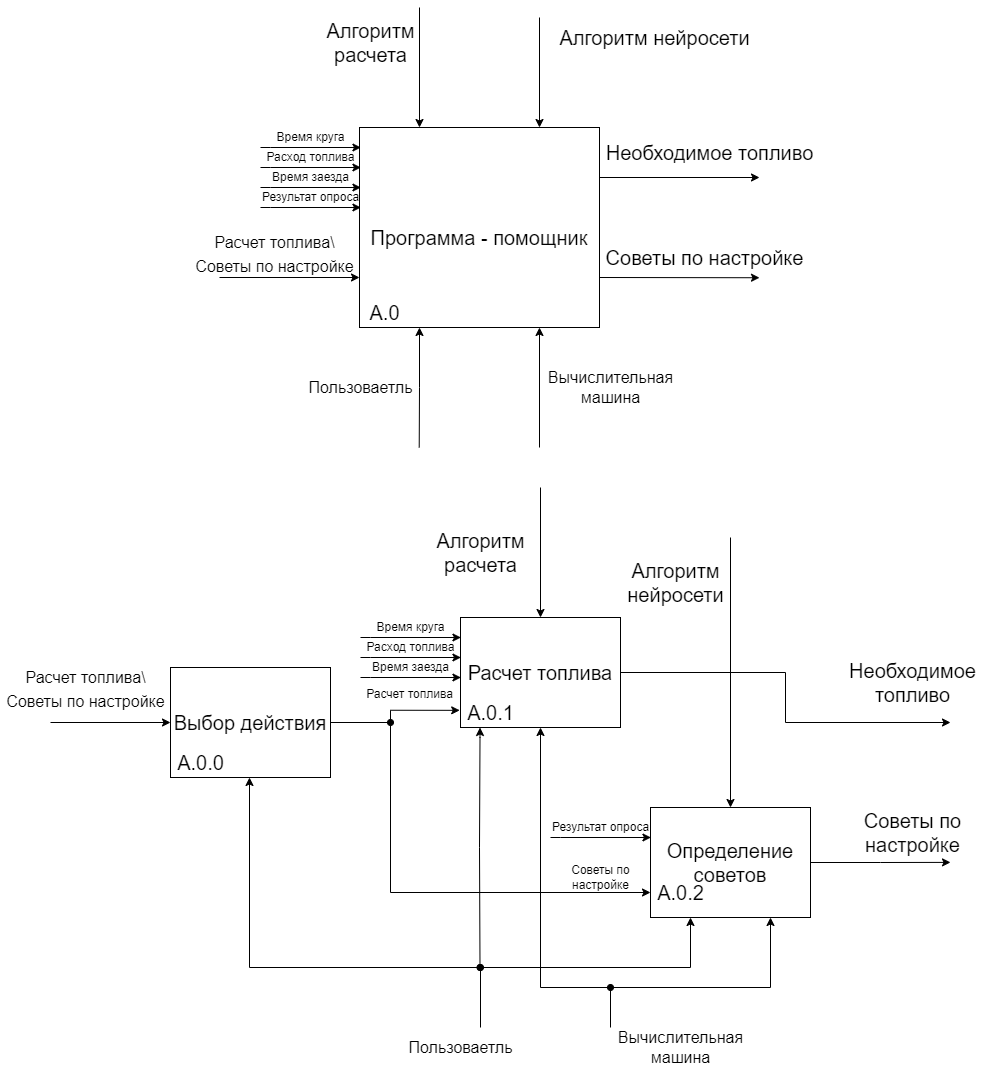 Алгоритм
расчета
Алгоритм нейросети
Время круга
Расход топлива
Время заезда
Результат опроса
Необходимое топливо
Расчет топлива\
Советы по настройке
Программа - помощник
Советы по настройке
A.0
Пользоваетль
Вычислительная
машина
Алгоритм
расчета
Алгоритм
нейросети
Время круга
Расход топлива
Время заезда
Расчет топлива
Расчет топлива
A.0.1
Расчет топлива\
Советы по настройке
Выбор действия
A.0.0
Необходимое
топливо
Результат опроса
Советы по
настройке
Определение
советов
A.0.2
Советы по
настройке
Пользоваетль
Вычислительная
машина